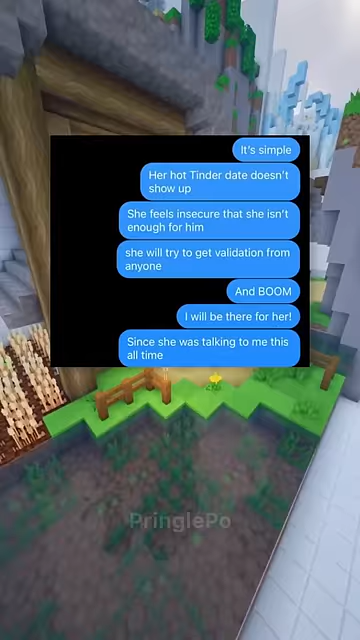 It's simple
Her hot Tinder date doesn't
show up
She feels insecure that she isn't
enough for him
she will try to get validation from
anyone
And BOOM
I will be there for her!
Since she was talking to me this
all time
PringlePo